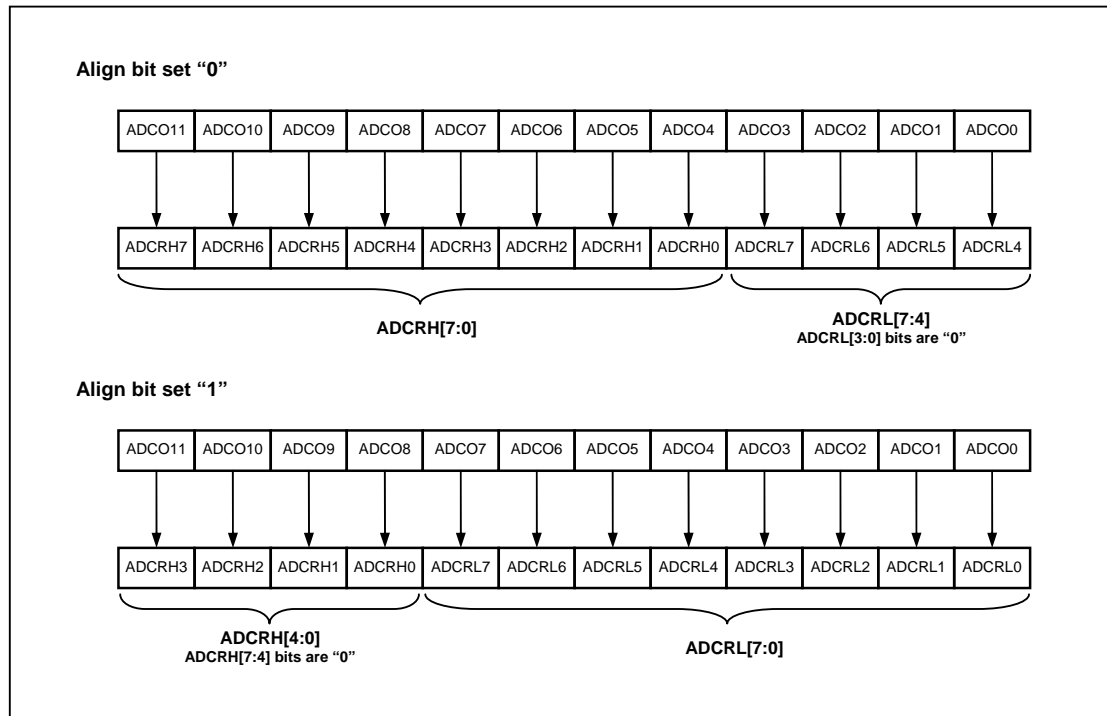 Align bit set “0”
ADCO11 ADCO10 ADCO9 ADCO8 ADCO7 ADCO6 ADCO5 ADCO4 ADCO3 ADCO2 ADCO1 ADCO0
ADCRH7 ADCRH6 ADCRH5 ADCRH4 ADCRH3 ADCRH2 ADCRH1 ADCRH0 ADCRL7 ADCRL6 ADCRL5 ADCRL4
ADCRH[7:0]
ADCRL[7:4]
ADCRL[3:0] bits are “0”
Align bit set “1”
ADCO11 ADCO10 ADCO9 ADCO8 ADCO7 ADCO6 ADCO5 ADCO4 ADCO3 ADCO2 ADCO1 ADCO0
ADCRH3 ADCRH2 ADCRH1 ADCRH0 ADCRL7 ADCRL6 ADCRL5 ADCRL4 ADCRL3 ADCRL2 ADCRL1 ADCRL0
ADCRH[4:0]
ADCRH[7:4] bits are “0”
ADCRL[7:0]